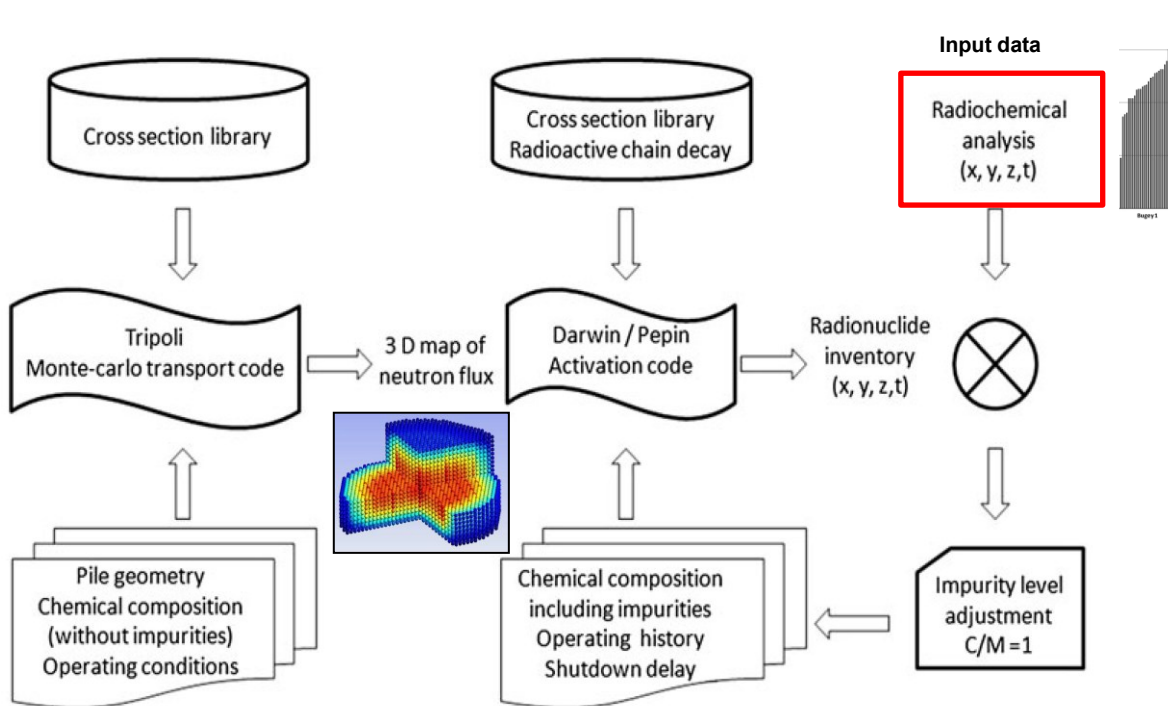 Input data
Cross section library
Cross section library
Radioactive chain decay
Radiochemical
analysis
(x, y, z,t)
Bugey1
Tripoli
Monte-carlo transport code
3 D map of
neutron flux
Darwin / Pepin
Activation code
Radionuclide
inventory
(x, y, z,t)
Pile geometry
Chemical composition
(without impurities)
Operating conditions
Chemical composition
including impurities
Operating history
Shutdown delay
Impurity level
adjustment
C/M =1